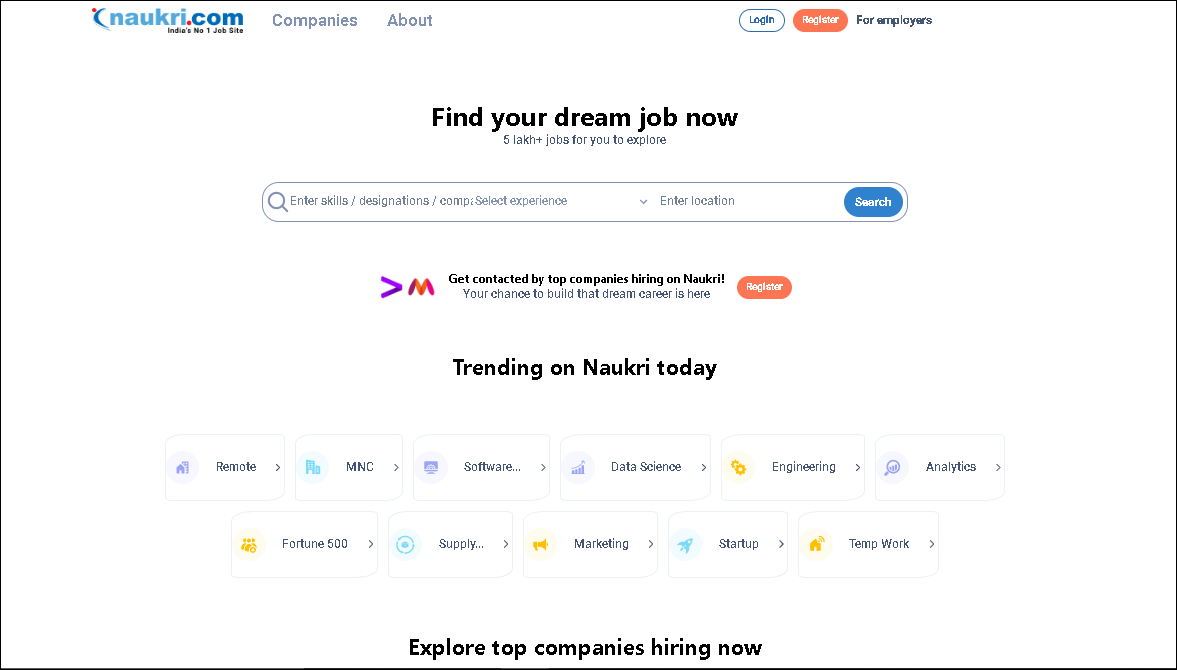 naukri.com
India's No 1 Job Site
Companies
About
Login
Register
For employers
Find your dream job now
5 lakh+ jobs for you to explore
Enter skills / designations / comp
Select experience
Enter location
Search
Get contacted by top companies hiring on Naukri!
Your chance to build that dream career is here
Register
Trending on Naukri today
Remote
MNC
Software...
Data Science
Engineering
Analytics
Fortune 500
Supply...
Marketing
Startup
Temp Work
Explore top companies hiring now